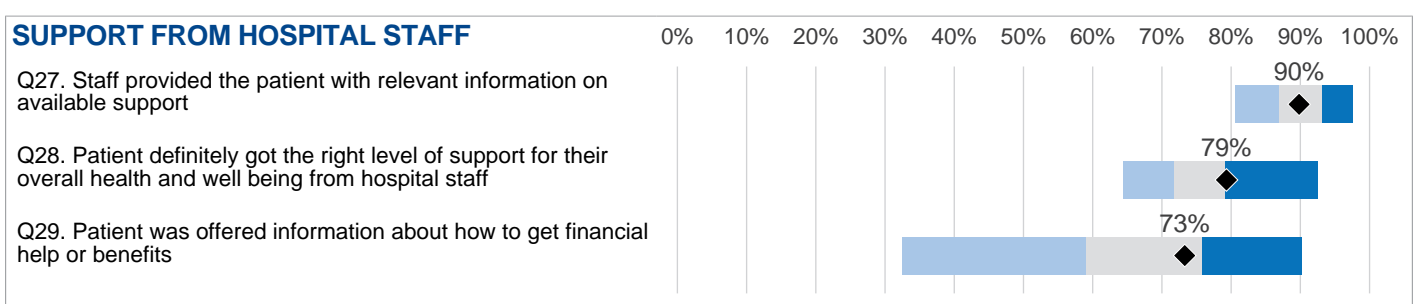 SUPPORT FROM HOSPITAL STAFF 0% 10% 20% 30% 40% 50% 60% 70% 80% 90% 100%
Q27. Staff provided the patient with relevant information on
available support
90%
Q28. Patient definitely got the right level of support for their
overall health and well being from hospital staff
79%
Q29. Patient was offered information about how to get financial
help or benefits
73%